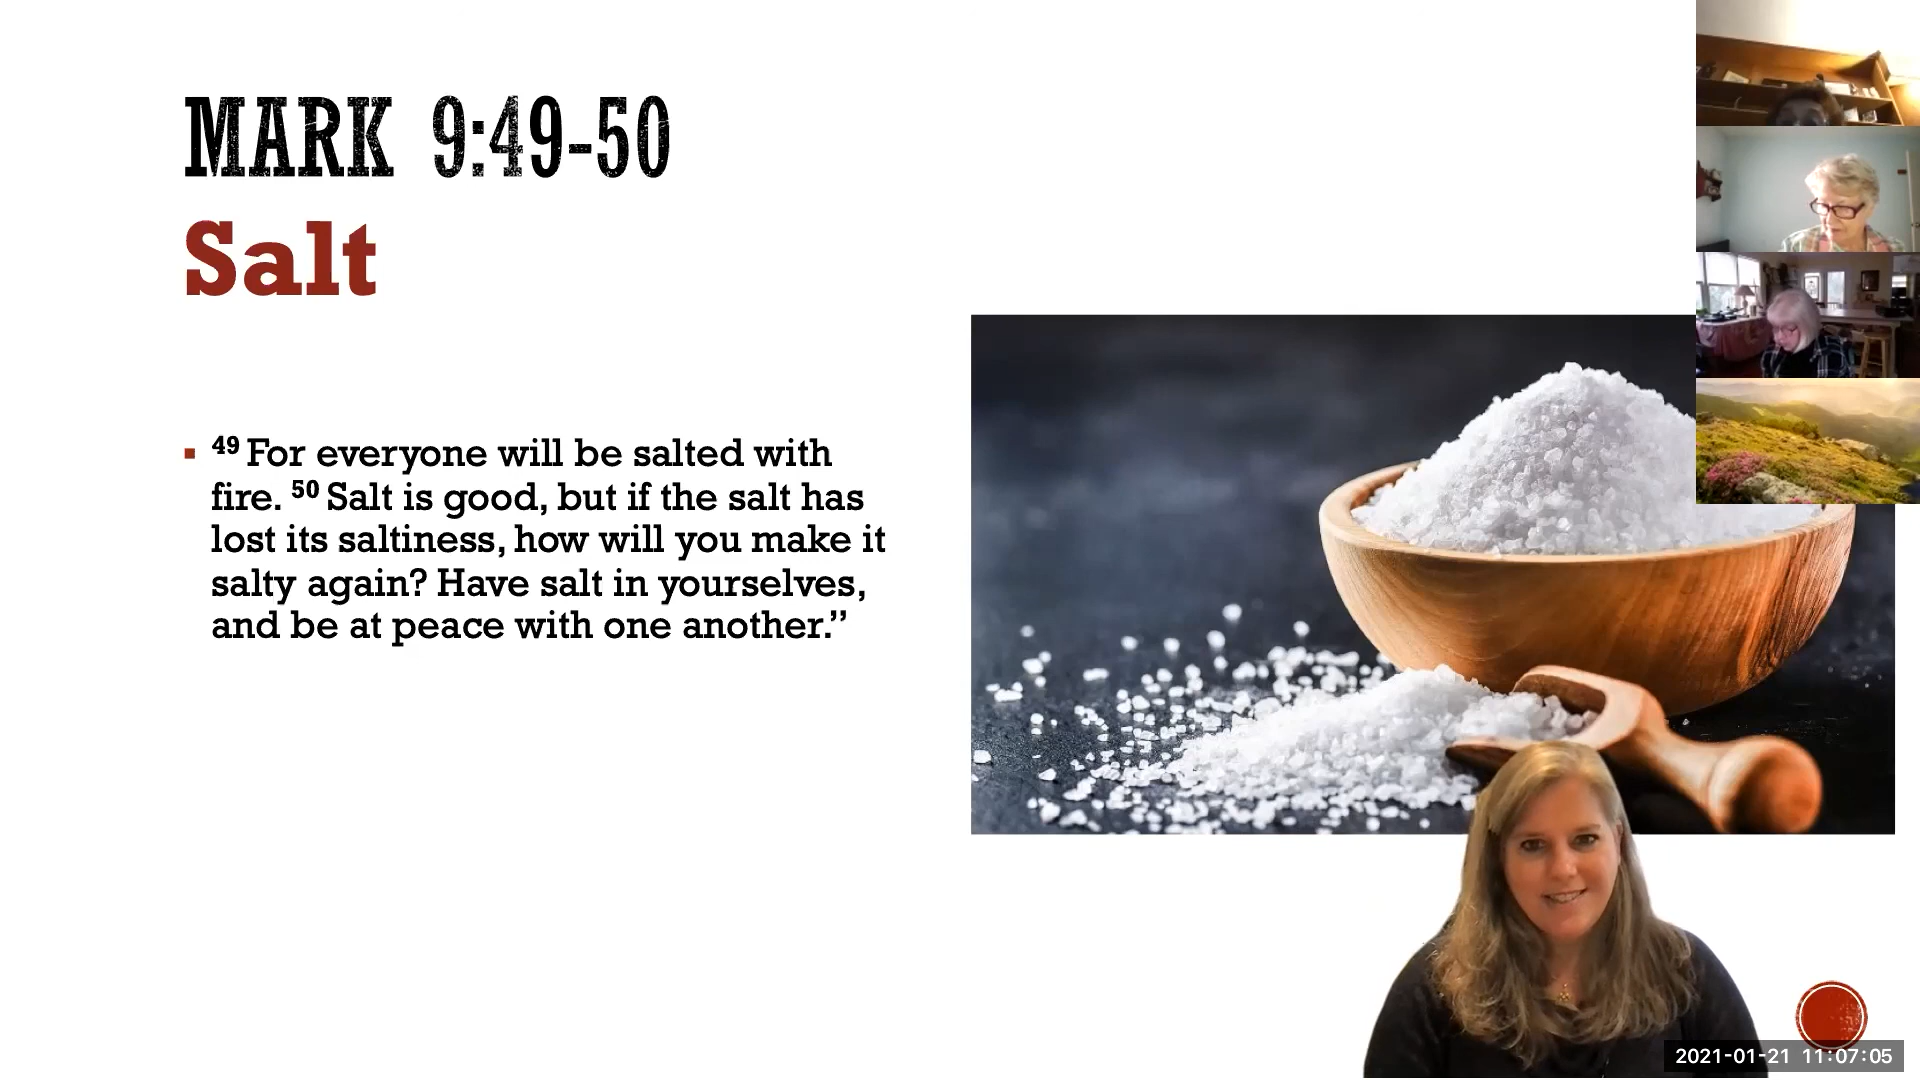 MARK 9:49-50
Salt
49 For everyone will be salted with
fire. 50 Salt is good, but if the salt has
lost its saltiness, how will you make it
salty again? Have salt in yourselves,
and be at peace with one another.”
2021-01-21 11:07:05